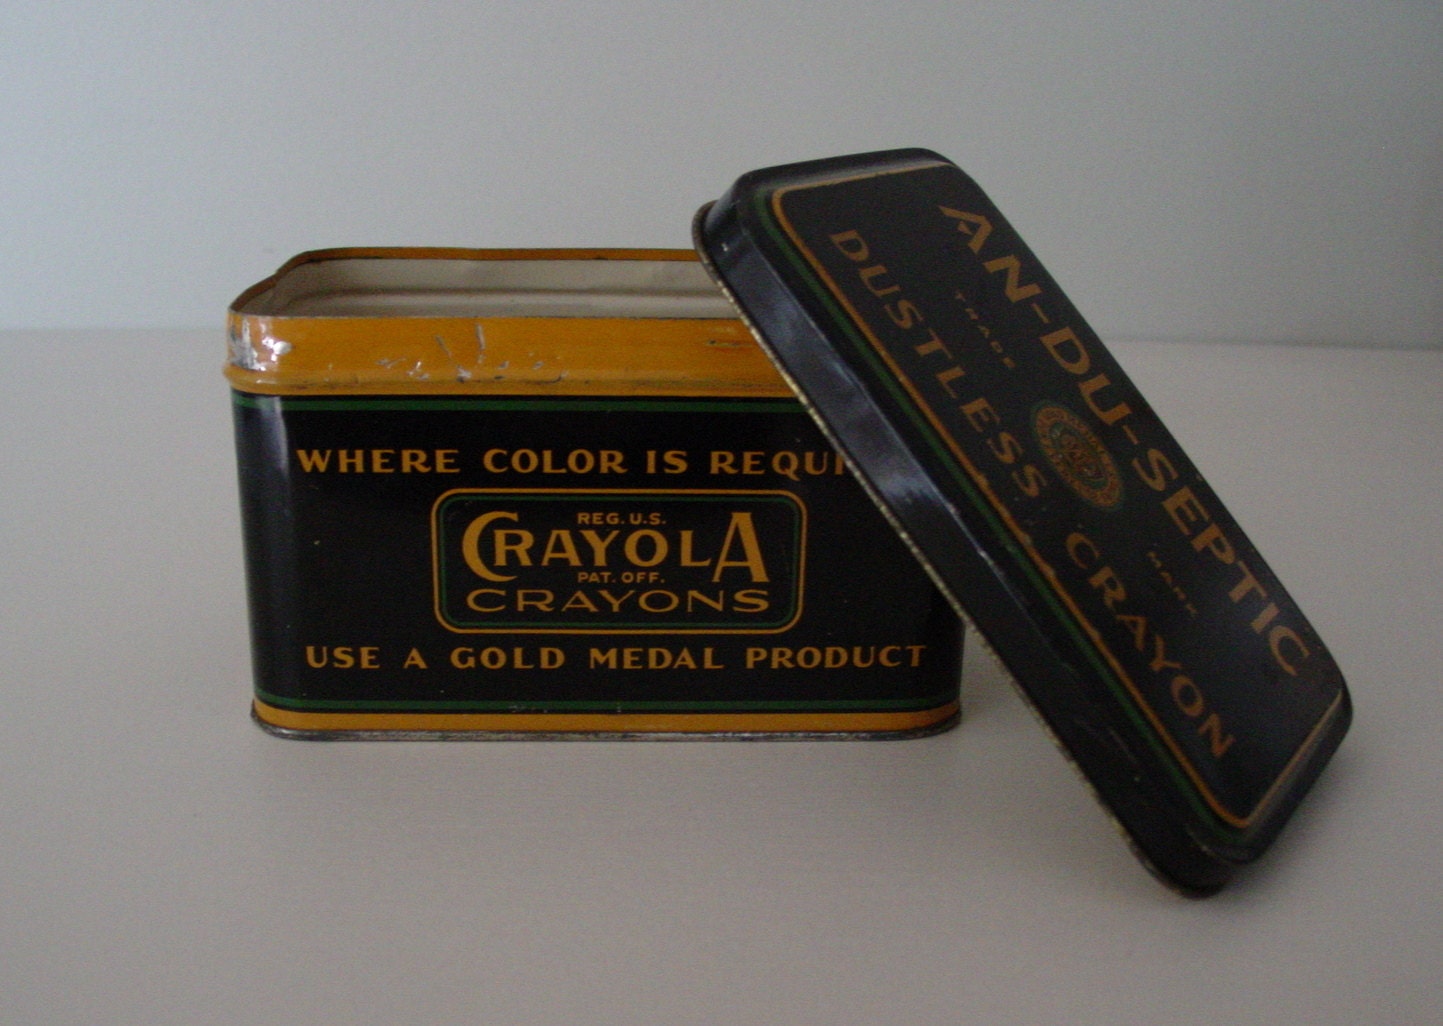 WHERE COLOR IS REQUI
REG. U.S.
CRAYOLA
PAT. OFF.
CRAYONS
USE A GOLD MEDAL PRODUCT
AN-DU-SEPTIC
TRADE MARK
DUSTLESS CRAYON